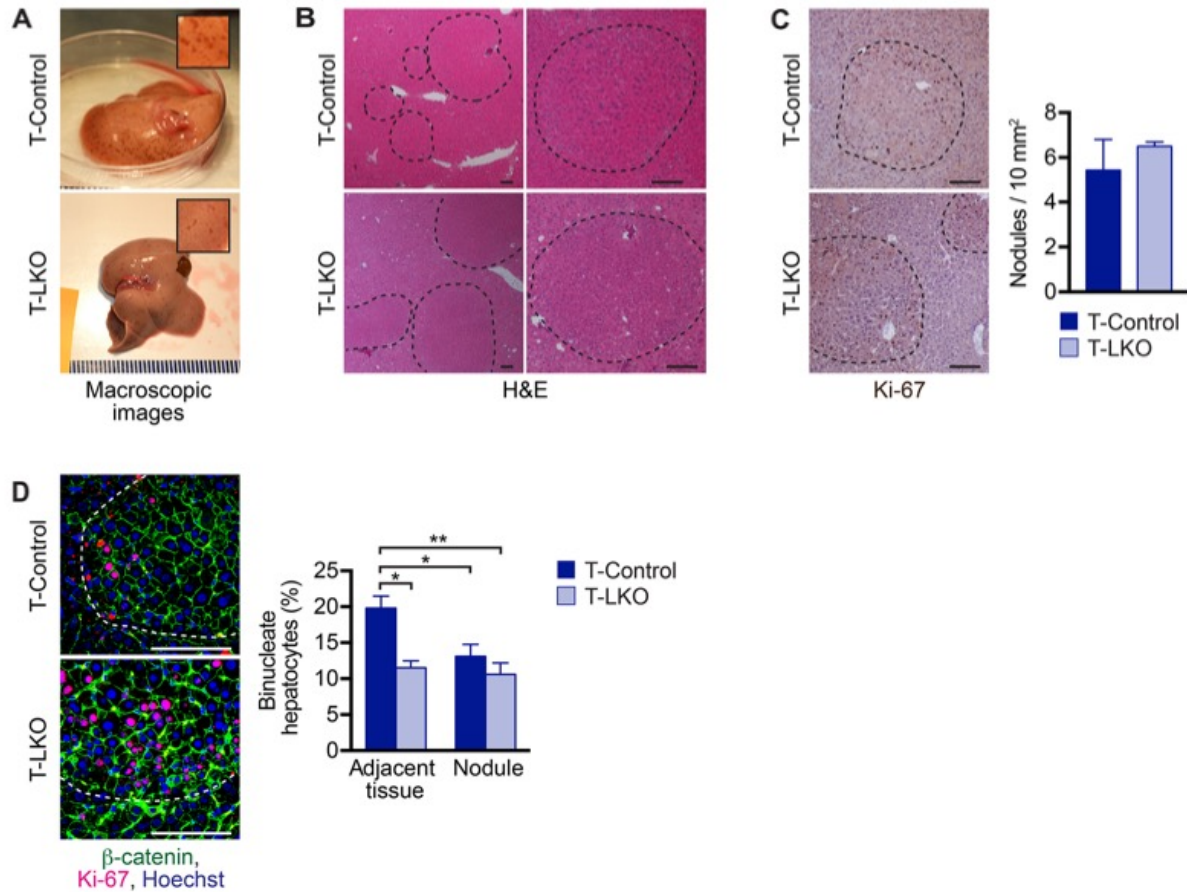 A
T-Control
T-LKO
Macroscopic
images
B
T-Control
T-LKO
H&E
C
T-Control
T-LKO
Ki-67
Nodules / 10 mm²
8
6
4
2
0
T-Control
T-LKO
D
T-Control
T-LKO
β-catenin,
Ki-67, Hoechst
Binucleate
hepatocytes (%)
25
20
15
10
5
0
**
*
*
Adjacent
tissue
Nodule
T-Control
T-LKO